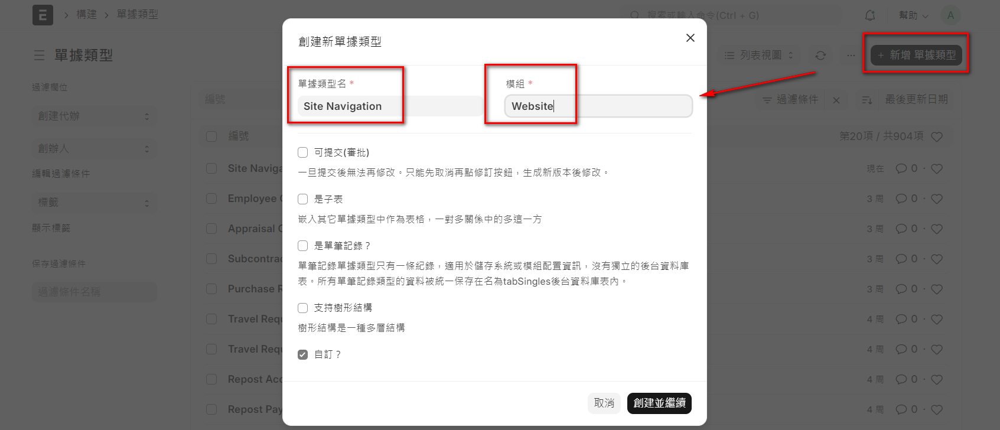 E > 構建 > 單據類型
搜索或輸入命令(Ctrl + G)
幫助
A
單據類型
列表視圖
+ 新增 單據類型
創建新單據類型
單據類型名 *
Site Navigation
模組 *
Website
可提交(審批)
一旦提交後無法再修改。只能先取消再點修訂按鈕，生成新版本後修改。
是子表
嵌入其它單據類型中作為表格，一對多關係中的多這一方
是單筆記錄？
單筆記錄單據類型只有一條紀錄，適用於儲存系統或模組配置資訊，沒有獨立的後台資料庫
表。所有單筆記錄類型的資料被統一保存在名為tabSingles後台資料庫表內。
支持樹形結構
樹形結構是一種多層結構
自訂？
取消
創建並繼續
過濾欄位
創建代辦
創辦人
編輯過濾條件
標籤
顯示標籤
保存過濾條件
過濾條件名稱
編號
過濾條件
最後更新日期
編號
第20項 / 共904項
Site Naviga
現在
0
Employee
3 周
0
Appraisal
3 周
0
Subcontrac
3 周
0
Purchase R
3 周
0
Travel Requ
4 周
0
Travel Requ
4 周
0
Repost Acc
4 周
0
Repost Pay
4 周
0